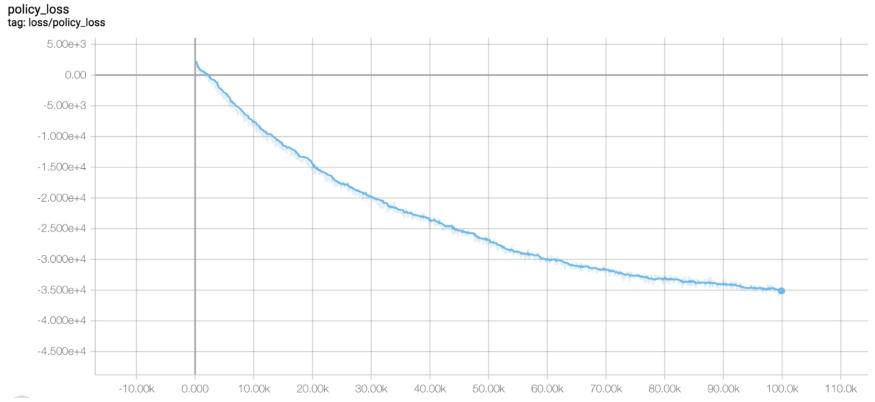 policy_loss
tag: loss/policy_loss
5.00e+3
0.00
-5.00e+3
-1.000e+4
-1.500e+4
-2.000e+4
-2.500e+4
-3.000e+4
-3.500e+4
-4.000e+4
-4.500e+4
-10.00k 0.000 10.00k 20.00k 30.00k 40.00k 50.00k 60.00k 70.00k 80.00k 90.00k 100.0k 110.0k